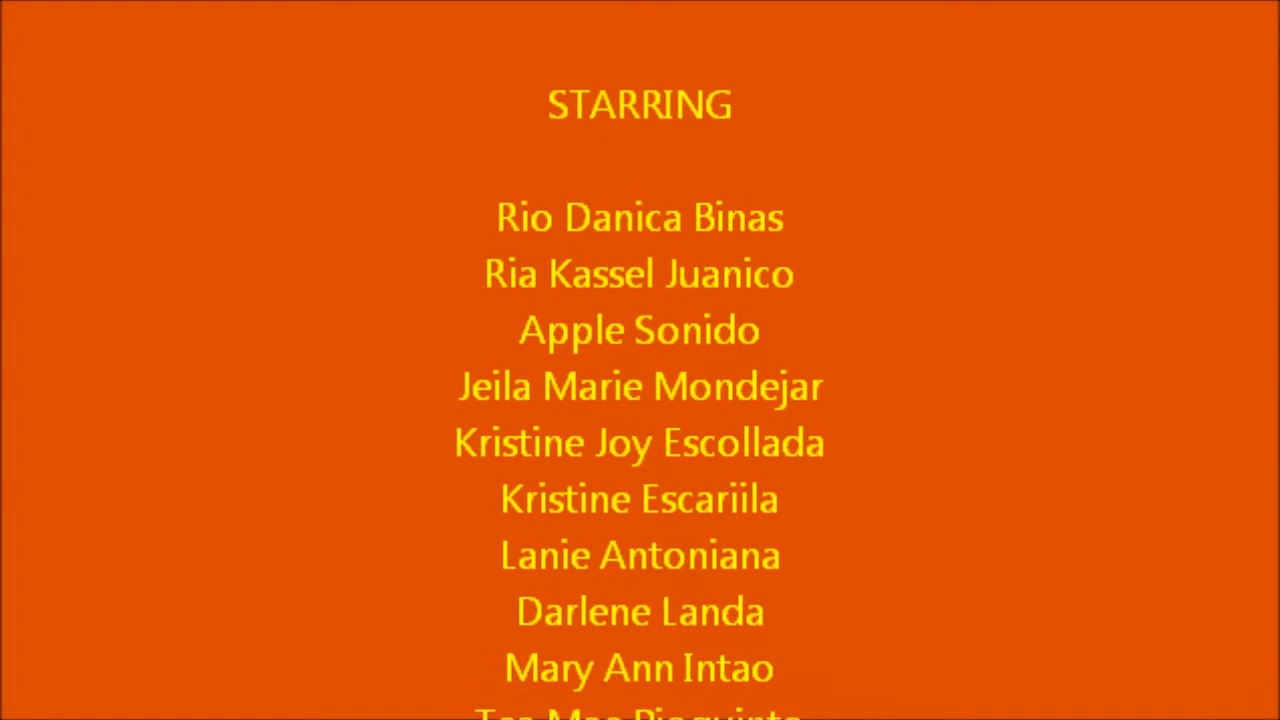 STARRING
Rio Danica Binas
Ria Kassel Juanico
Apple Sonido
Jeila Marie Mondejar
Kristine Joy Escollada
Kristine Escariila
Lanie Antoniana
Darlene Landa
Mary Ann Intao